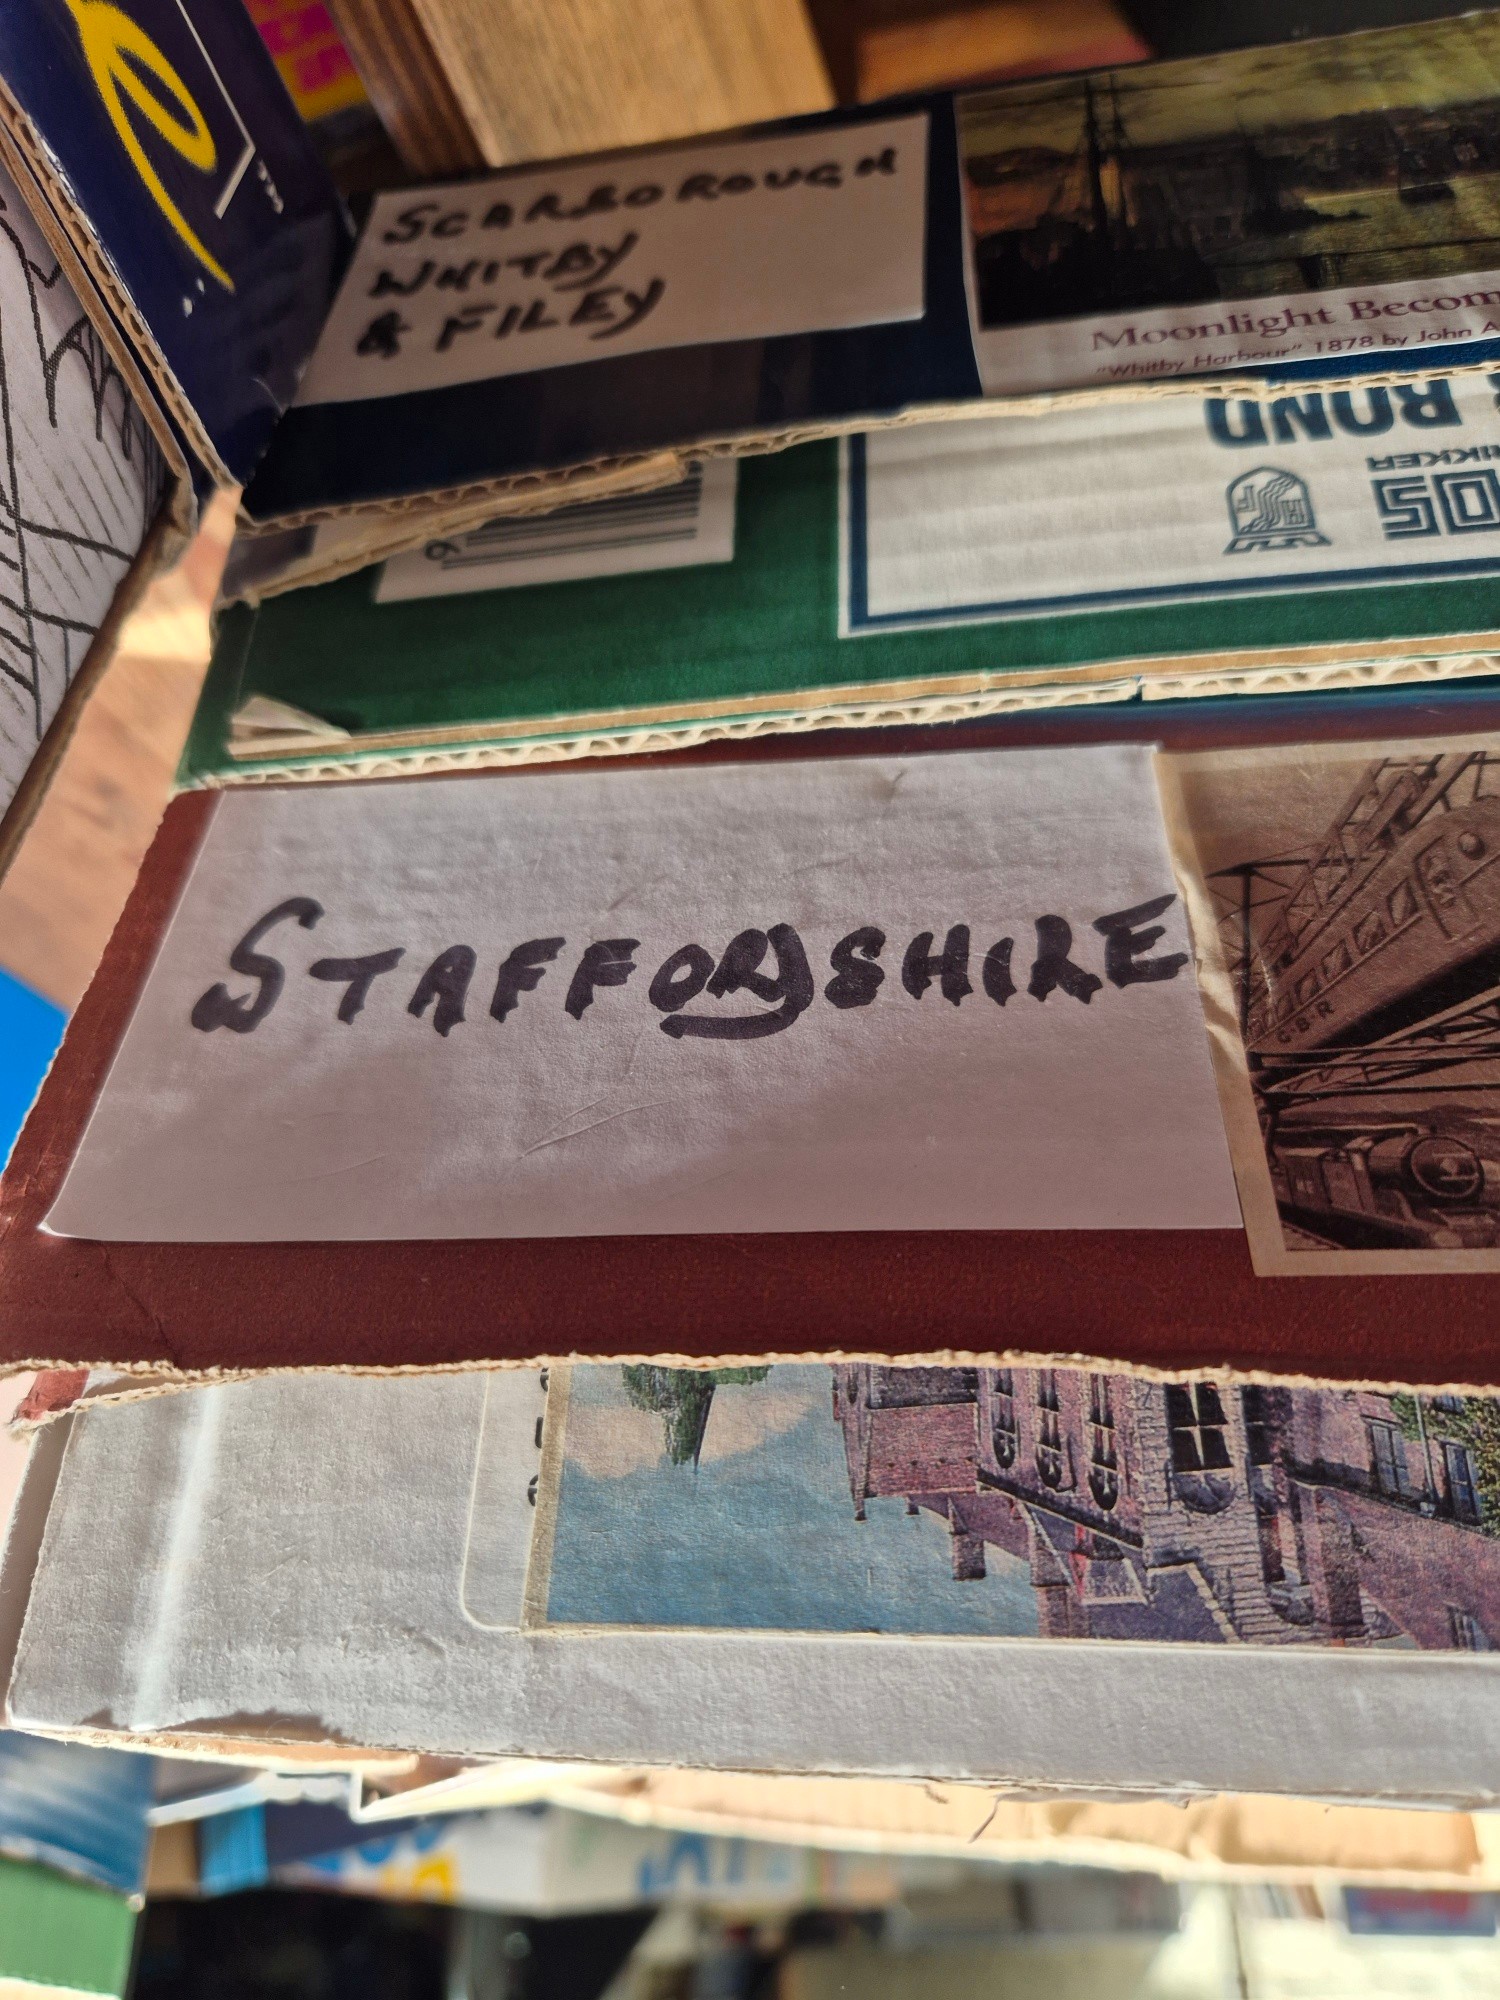 SCARBOROUGH
WHITBY
& FILEY
Moonlight Becom
"Whitby Harbour" 1878 by John A
BOND
STAFFORDSHIRE